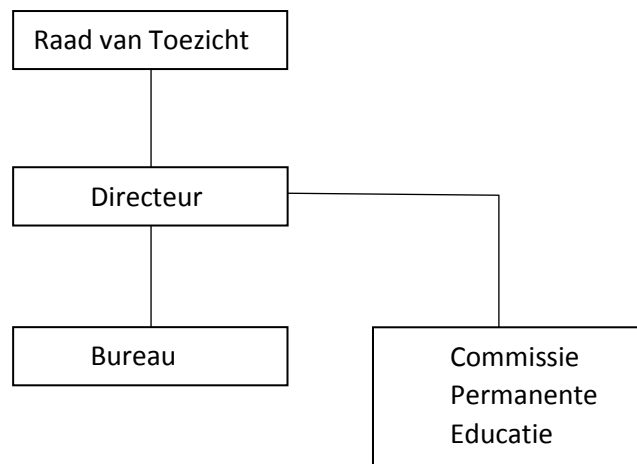 Raad van Toezicht
Directeur
Bureau
Commissie
Permanente
Educatie